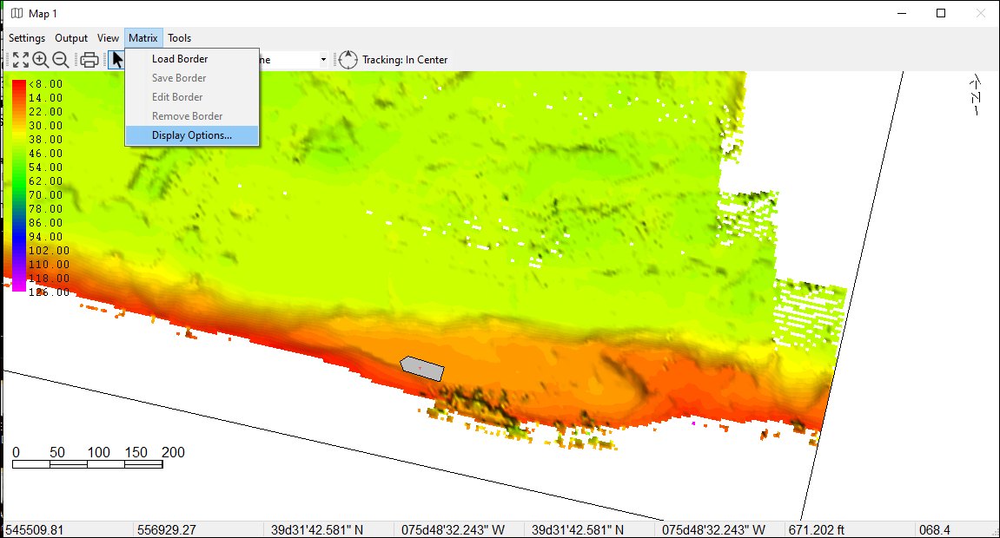 Map 1
Settings Output View Matrix Tools
Load Border
ne
Tracking: In Center
Save Border
Edit Border
Remove Border
Display Options...
<8.00
14.00
22.00
30.00
38.00
46.00
54.00
62.00
70.00
78.00
86.00
94.00
102.00
110.00
118.00
126.00
N
0 50 100 150 200
545509.81 556929.27 39d31'42.581" N 075d48'32.243" W 39d31'42.581" N 075d48'32.243" W 671.202 ft 068.4